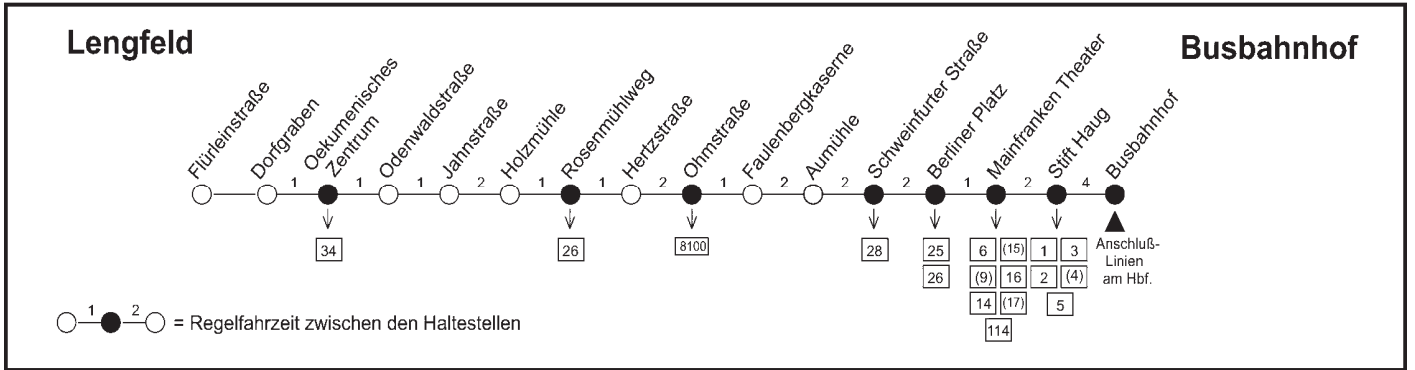 Lengfeld
Busbahnhof
Flürleinstraße
Dorfgraben
Oekumenisches
Zentrum
Odenwaldstraße
Jahnstraße
Holzmühle
Rosenmühlweg
Hertzstraße
Ohmstraße
Faulenbergkaserne
Aumühle
Schweinfurter Straße
Berliner Platz
Mainfranken Theater
Stift Haug
Busbahnhof
1 1 1 2 1 1 2 1 2 2 2 1 2 4
34
26
8100
28
25
26
6 (15)
(9) 16
14 (17)
114
1 3
2 (4)
5
Anschluß-
Linien
am Hbf.
1 2 = Regelfahrzeit zwischen den Haltestellen